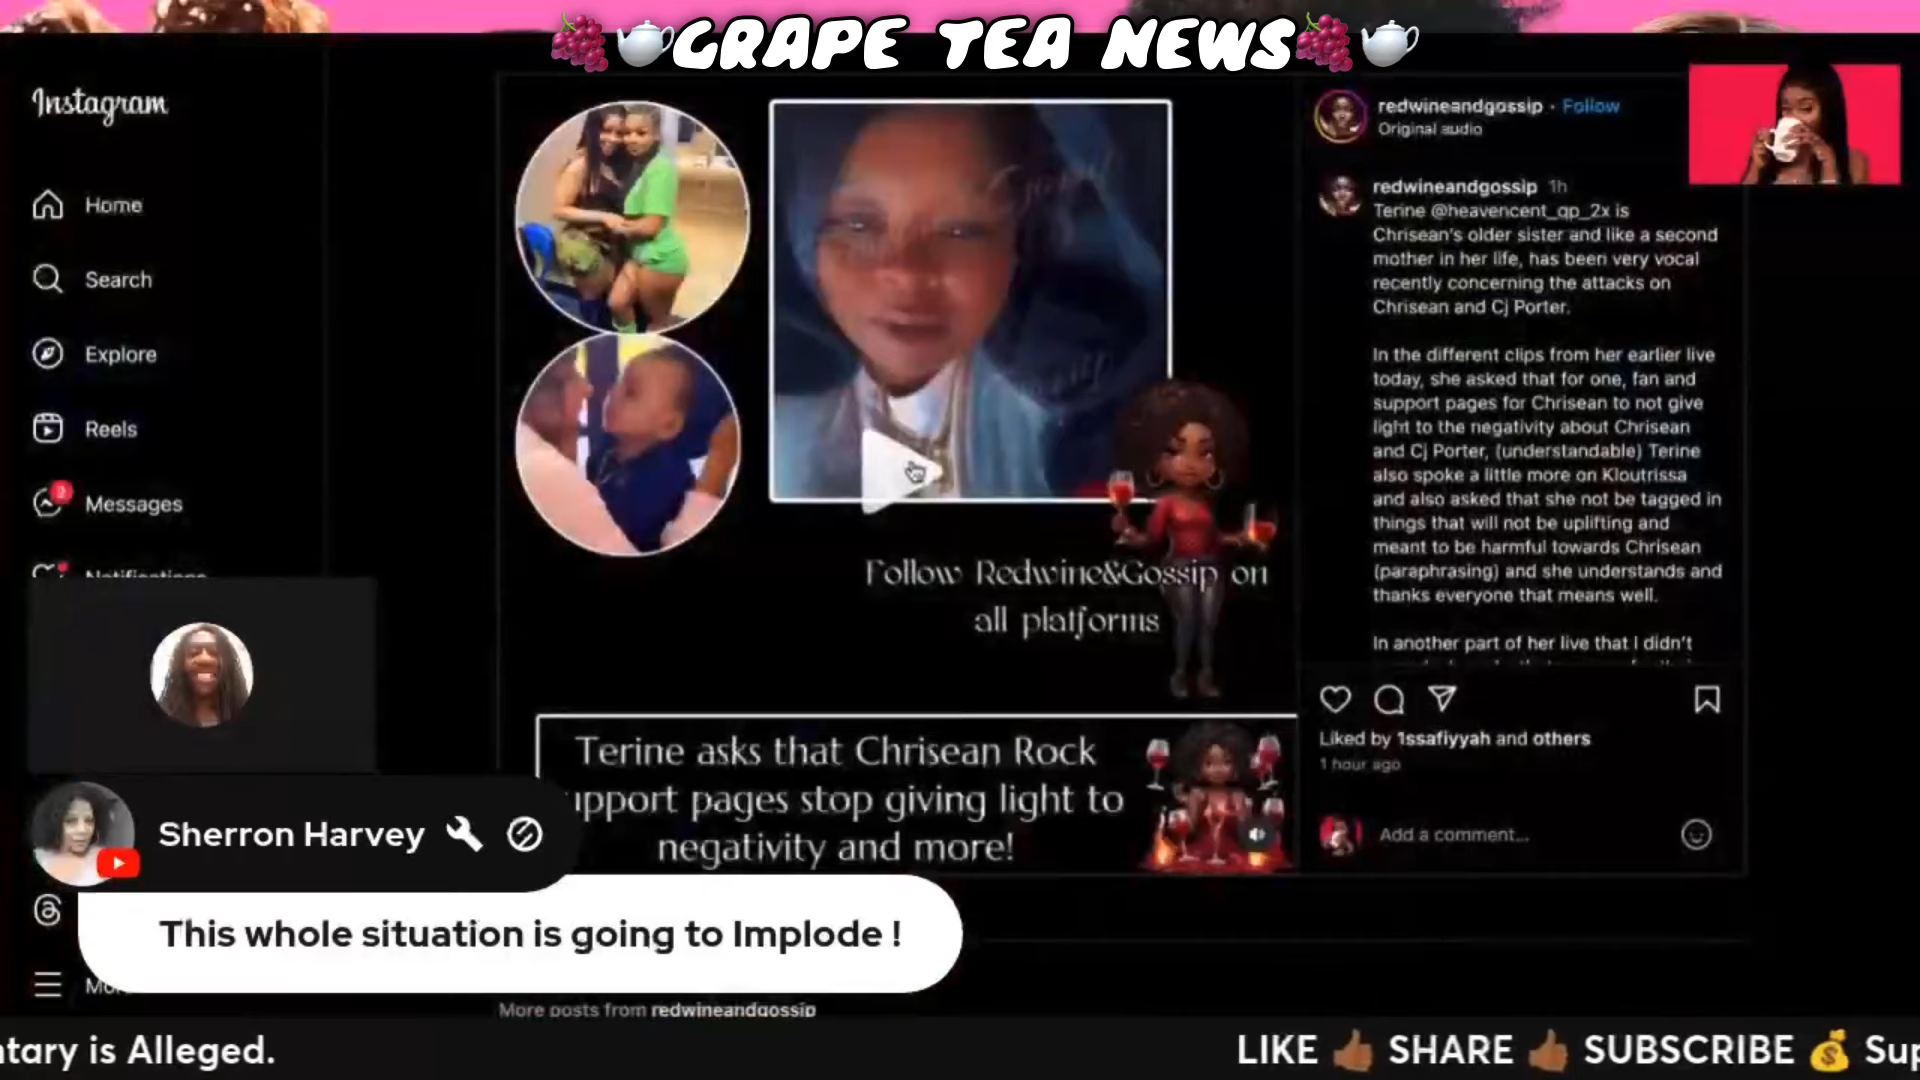 GRAPE TEA NEWS
Instagram
Home
Search
Explore
Reels
2
Messages
Notifications
redwineandgossip · Follow
Original audio
redwineandgossip 1h
Terine @heavencent_qp_2x is
Chrisean's older sister and like a second
mother in her life, has been very vocal
recently concerning the attacks on
Chrisean and Cj Porter.
In the different clips from her earlier live
today, she asked that for one, fan and
support pages for Chrisean to not give
light to the negativity about Chrisean
and Cj Porter, (understandable) Terine
also spoke a little more on Kloutrissa
and also asked that she not be tagged in
things that will not be uplifting and
meant to be harmful towards Chrisean
(paraphrasing) and she understands and
thanks everyone that means well.
In another part of her live that I didn't
Follow Redwine&Gossip on
all platforms
Terine asks that Chrisean Rock
upport pages stop giving light to
negativity and more!
Liked by 1ssafiyyah and others
1 hour ago
Add a comment...
Sherron Harvey
This whole situation is going to Implode !
More posts from redwineandgossip
ntary is Alleged.
LIKE 👍🏾 SHARE 👍🏾 SUBSCRIBE 💰 Sup